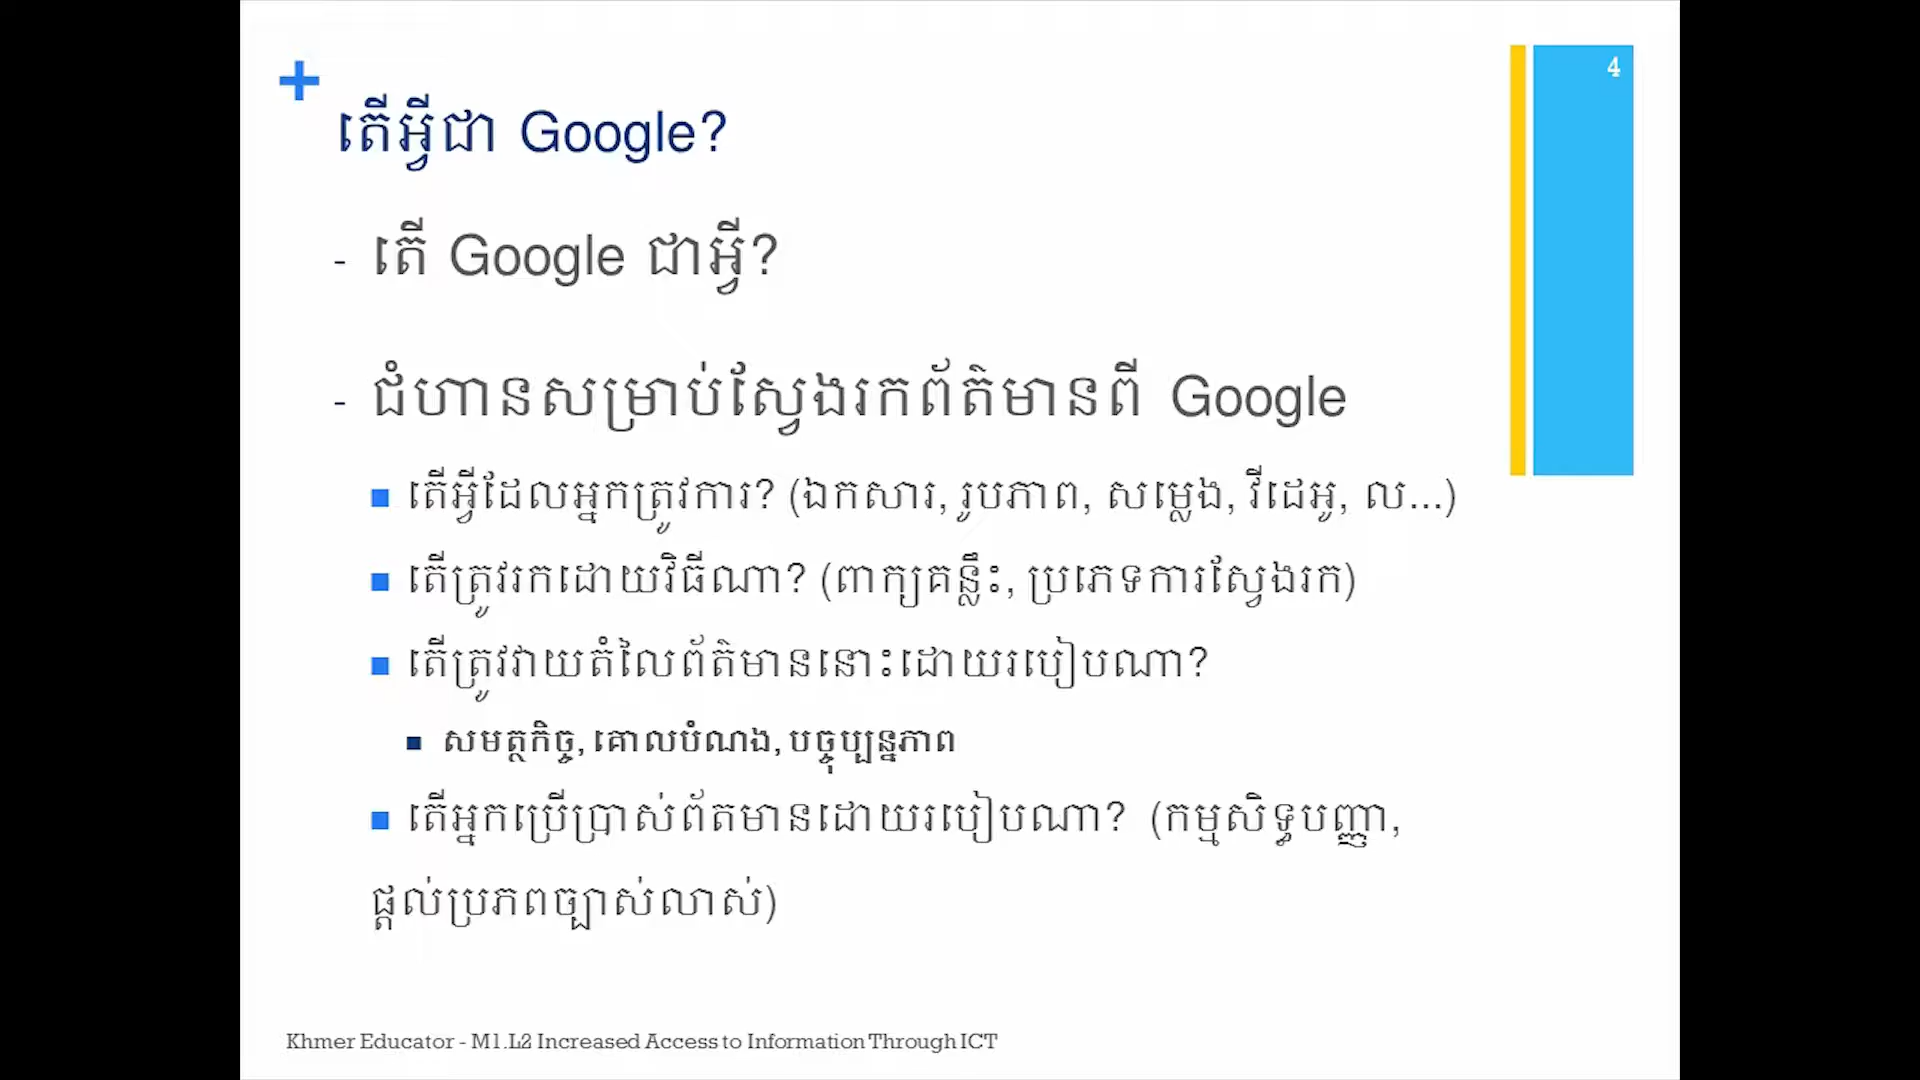 4
+
តើអ្វីជា Google?
- តើ Google ជាអ្វី?
- ជំហានសម្រាប់ស្វែងរកព័ត៌មានពី Google
■ តើអ្វីដែលអ្នកត្រូវការ? (ឯកសារ, រូបភាព, សម្លេង, វីដេអូ, ល...)
■ តើត្រូវរកដោយវិធីណា? (ពាក្យគន្លឹះ, ប្រភេទការស្វែងរក)
■ តើត្រូវវាយតំលៃព័ត៌មាននោះដោយរបៀបណា?
■ សមត្ថកិច្ច, គោលបំណង, បច្ចុប្បន្នភាព
■ តើអ្នកប្រើប្រាស់ព័តមានដោយរបៀបណា? (កម្មសិទ្ធបញ្ញា,
ផ្ដល់ប្រភពច្បាស់លាស់)
Khmer Educator - M1.L2 Increased Access to Information Through ICT